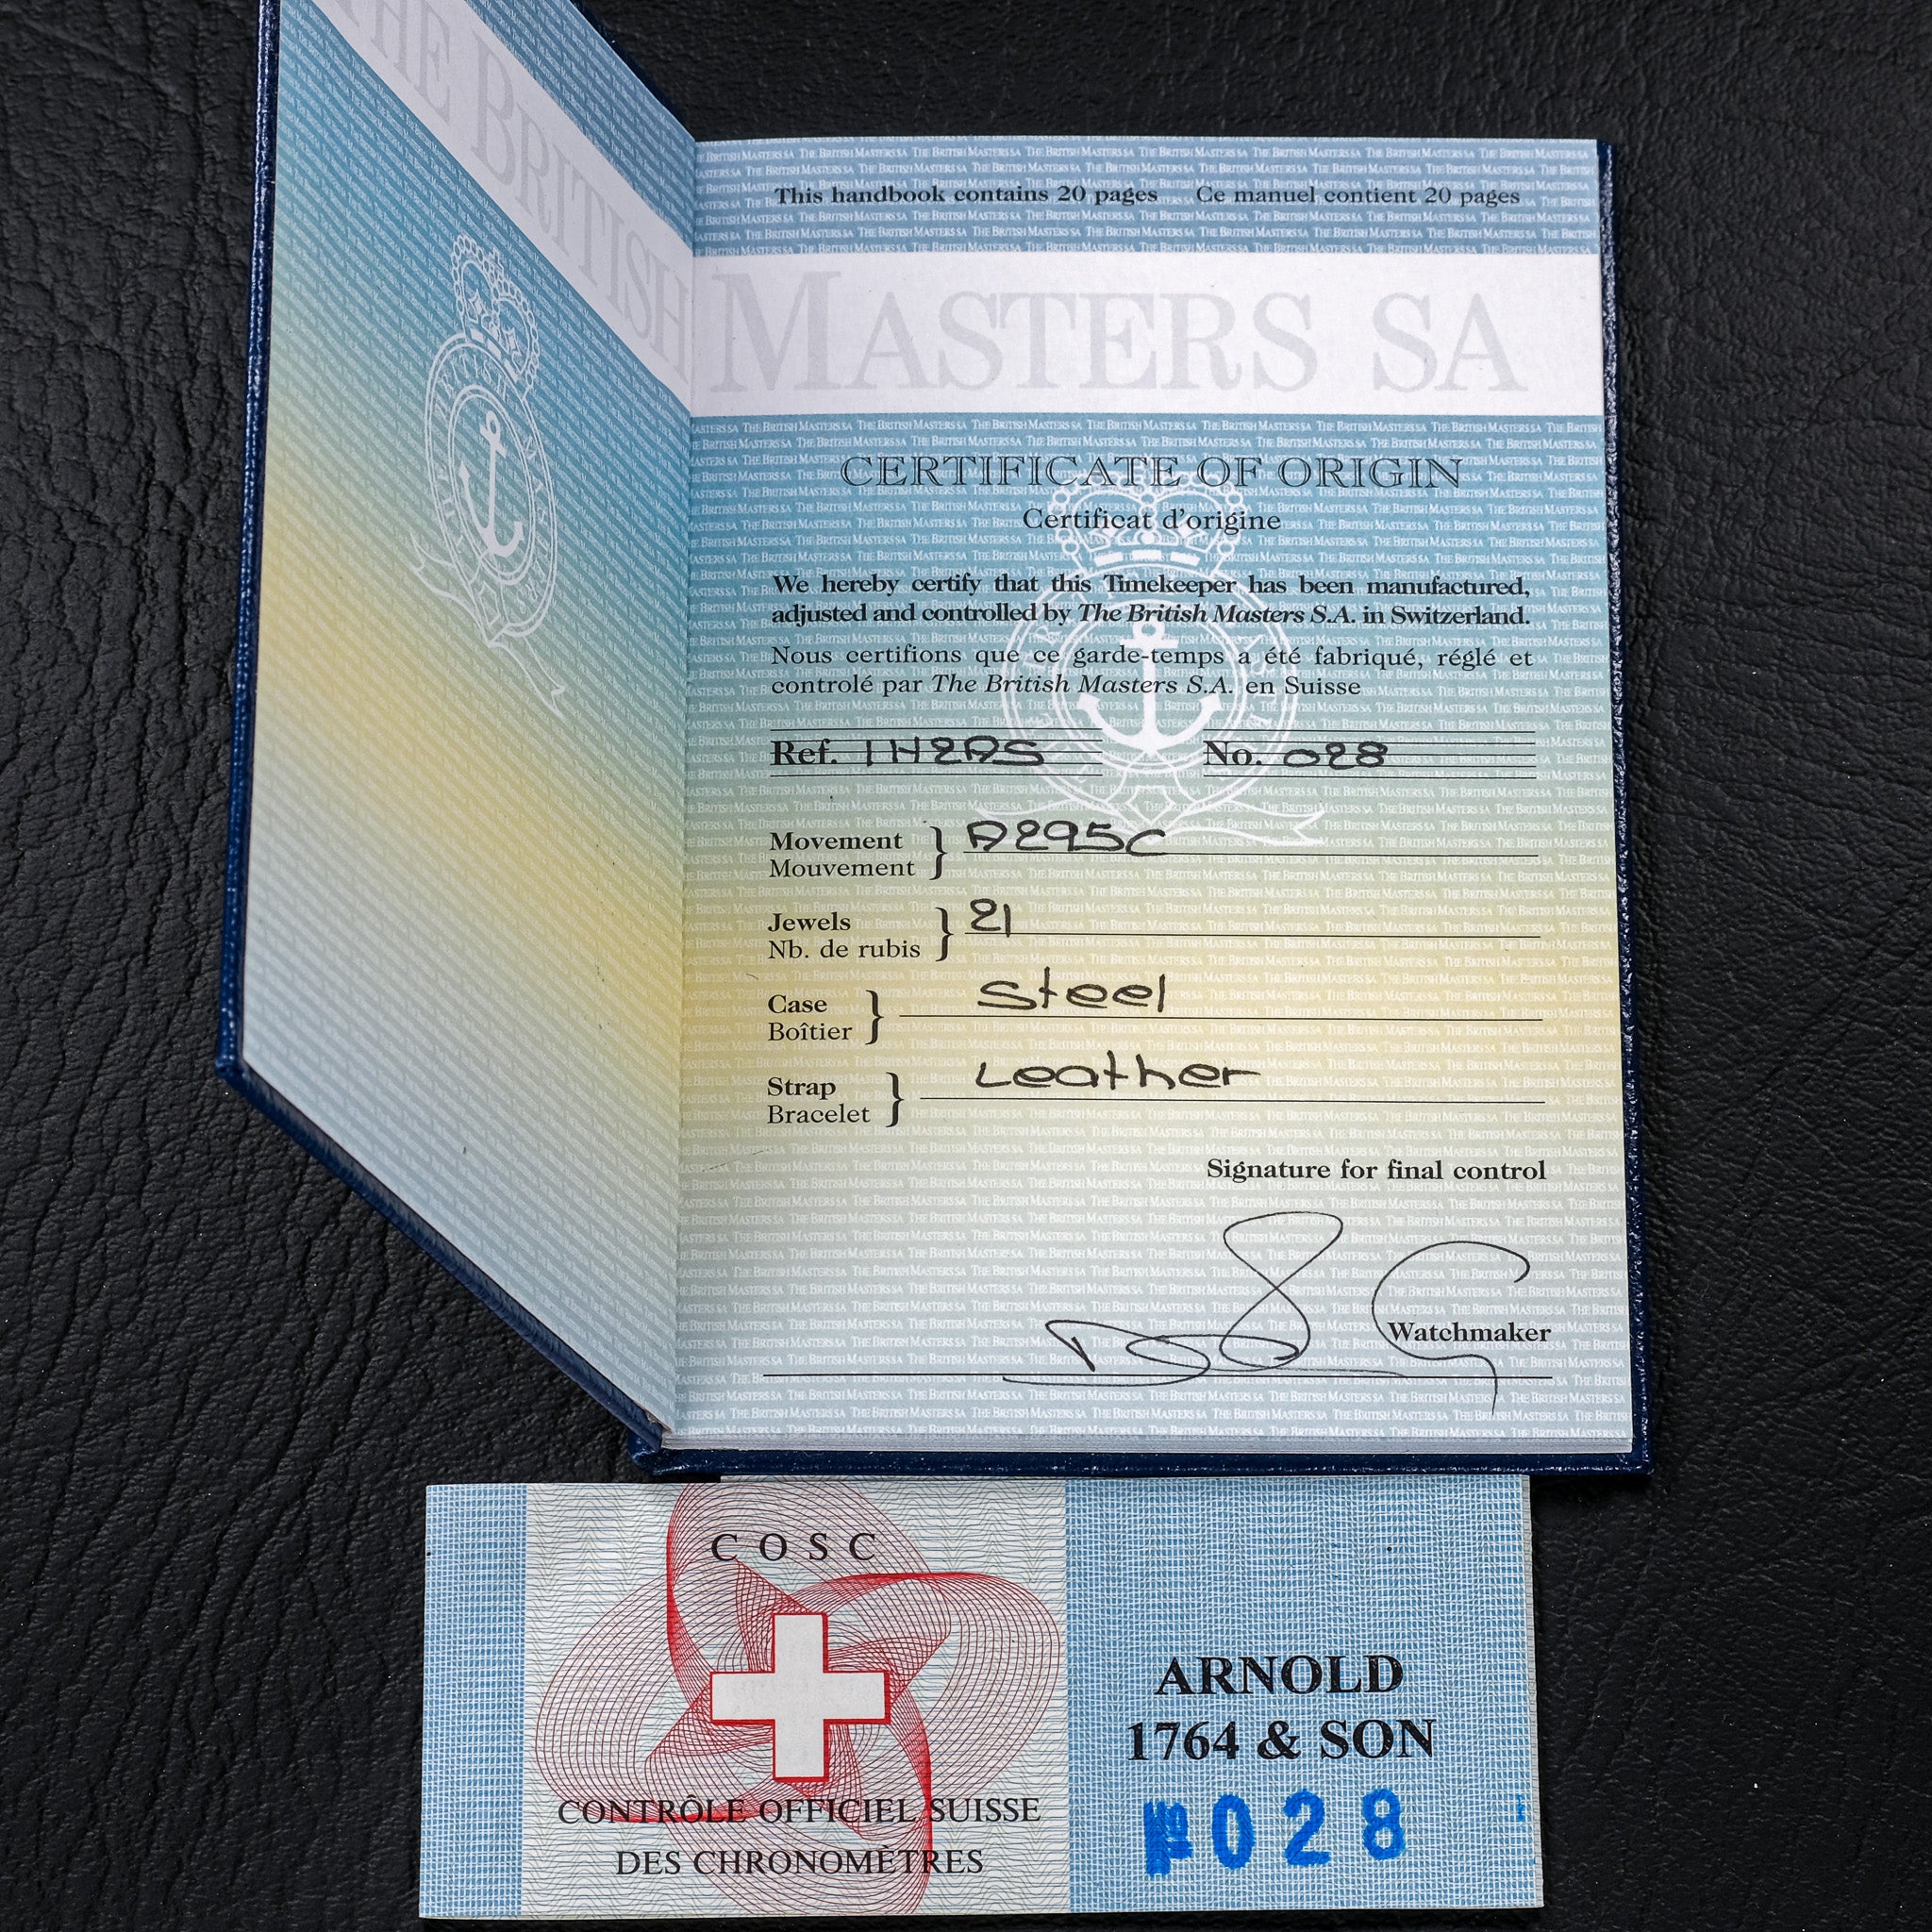 THE BRITISH MASTERS SA
This handbook contains 20 pages Ce manuel contient 20 pages
CERTIFICATE OF ORIGIN
Certificat d'origine
We hereby certify that this Timekeeper has been manufactured,
adjusted and controlled by The British Masters S.A. in Switzerland.
Nous certifions que ce garde-temps a été fabriqué, réglé et
controlé par The British Masters S.A. en Suisse
Ref. 1H2AS No. 028
Movement A295C
Mouvement
Jewels 21
Nb. de rubis
Case Steel
Boîtier
Strap Leather
Bracelet
Signature for final control
Watchmaker
COSC
CONTRÔLE OFFICIEL SUISSE
DES CHRONOMÈTRES
ARNOLD
1764 & SON
Nº 028